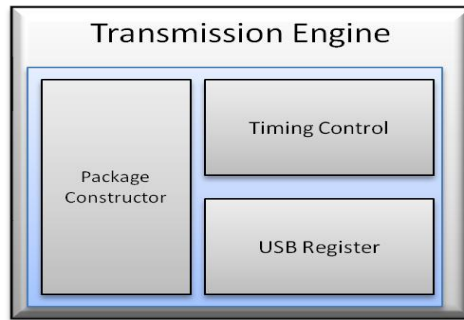 Transmission Engine
Package
Constructor
Timing Control
USB Register